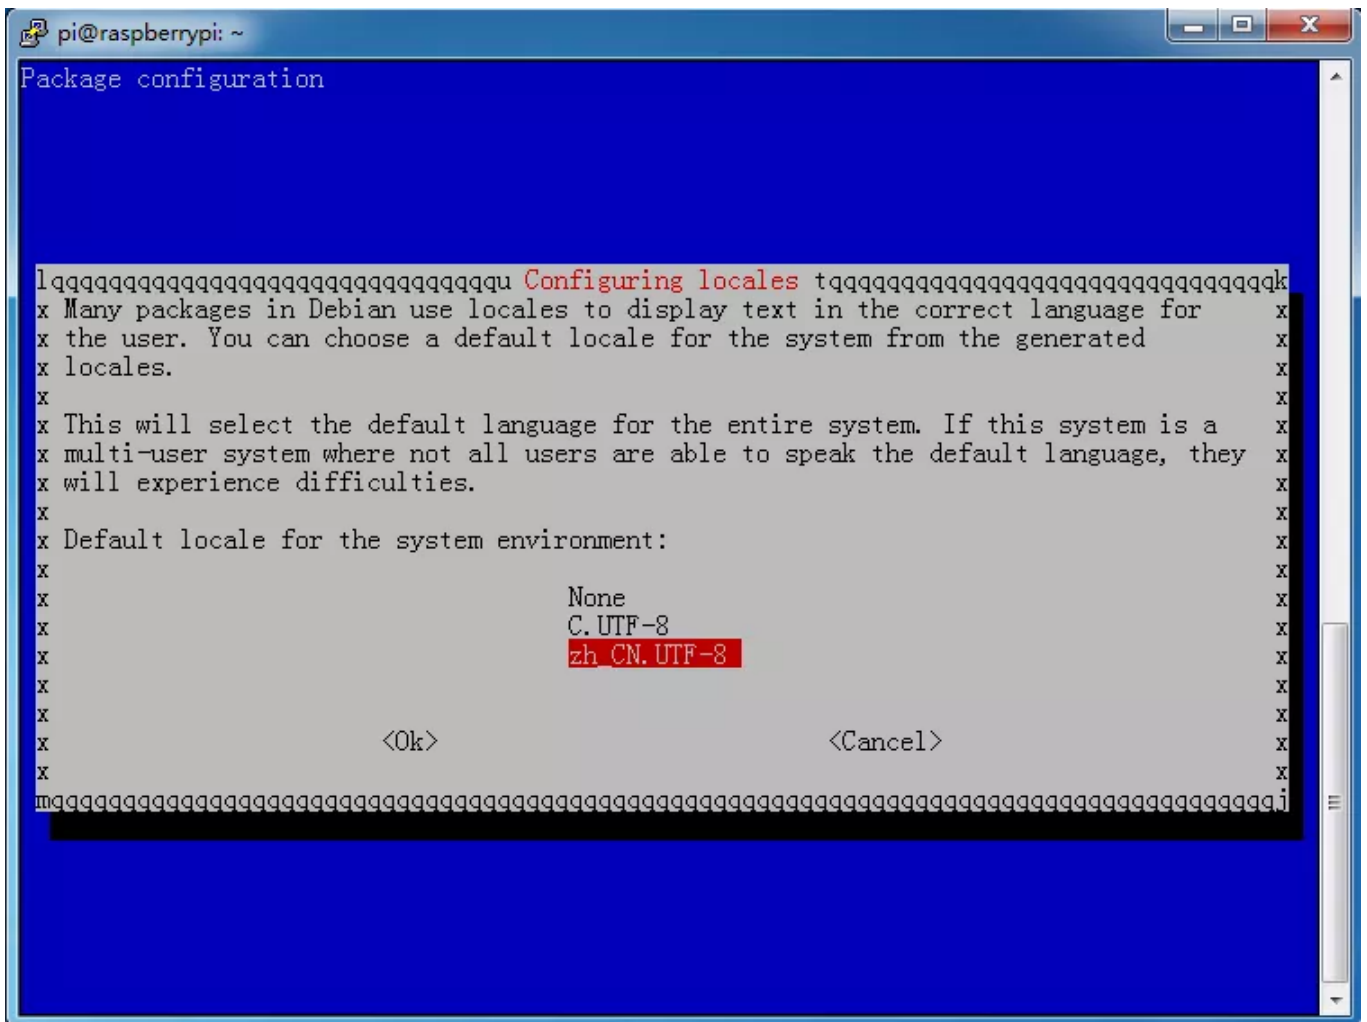 pi@raspberrypi: ~
Package configuration
lqqqqqqqqqqqqqqqqqqqqqqqqqqqqqqqu Configuring locales tqqqqqqqqqqqqqqqqqqqqqqqqqqqqqqqk
x Many packages in Debian use locales to display text in the correct language for x
x the user. You can choose a default locale for the system from the generated x
x locales. x
x x
x This will select the default language for the entire system. If this system is a x
x multi-user system where not all users are able to speak the default language, they x
x will experience difficulties. x
x x
x Default locale for the system environment: x
x x
x None x
x C.UTF-8 x
x zh_CN.UTF-8 x
x x
x x
x <Ok> <Cancel> x
x x
mqqqqqqqqqqqqqqqqqqqqqqqqqqqqqqqqqqqqqqqqqqqqqqqqqqqqqqqqqqqqqqqqqqqqqqqqqqqqqqqqqqqqj